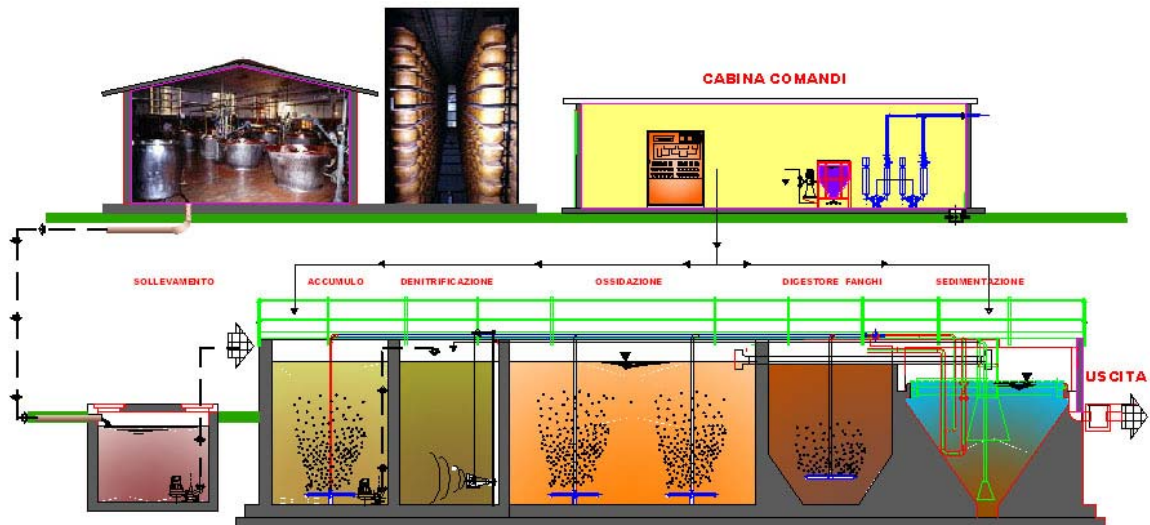 CABINA COMANDI
SOLLEVAMENTO
ACCUMULO
DENITRIFICAZIONE
OSSIDAZIONE
DIGESTORE FANGHI
SEDIMENTAZIONE
USCITA